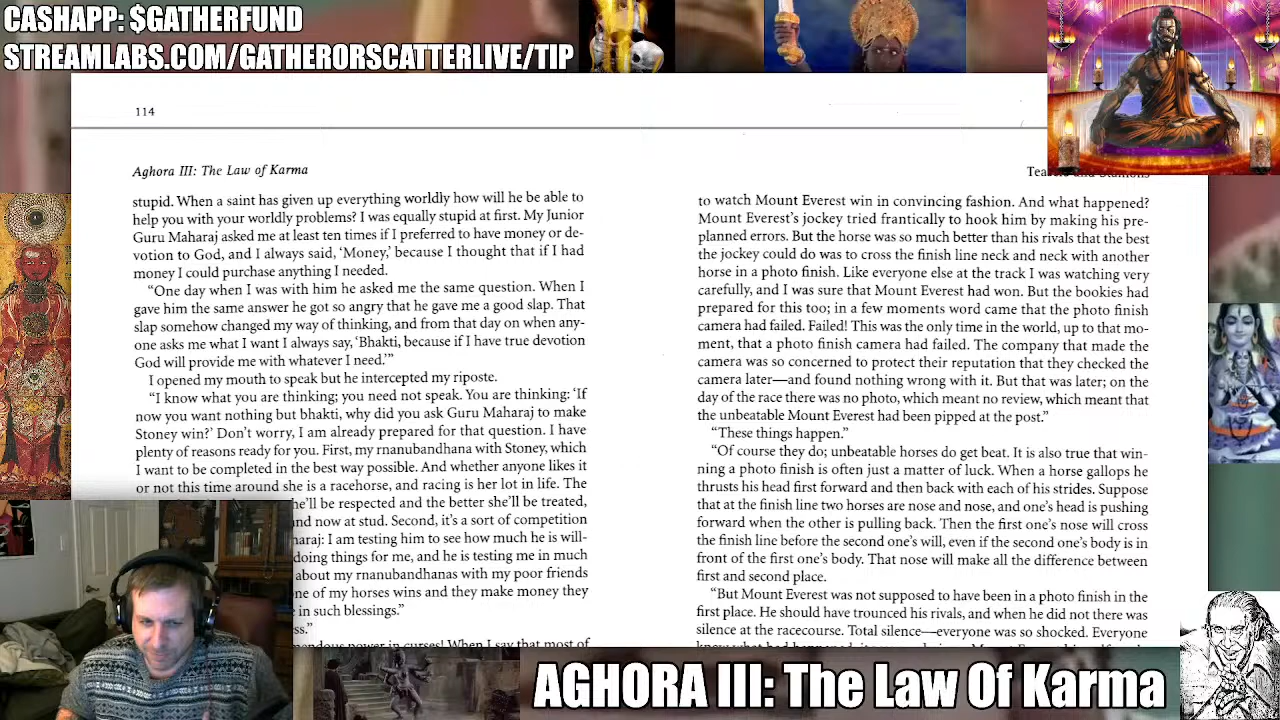 CASHAPP: $GATHERFUND
STREAMLABS.COM/GATHERORSCATTERLIVE/TIP
114
Aghora III: The Law of Karma
stupid. When a saint has given up everything worldly how will he be able to
help you with your worldly problems? I was equally stupid at first. My Junior
Guru Maharaj asked me at least ten times if I preferred to have money or de-
votion to God, and I always said, ‘Money,’ because I thought that if I had
money I could purchase anything I needed.
“One day when I was with him he asked me the same question. When I
gave him the same answer he got so angry that he gave me a good slap. That
slap somehow changed my way of thinking, and from that day on when any-
one asks me what I want I always say, ‘Bhakti, because if I have true devotion
God will provide me with whatever I need.’”
I opened my mouth to speak but he intercepted my riposte.
“I know what you are thinking; you need not speak. You are thinking: ‘If
now you want nothing but bhakti, why did you ask Guru Maharaj to make
Stoney win?’ Don’t worry, I am already prepared for that question. I have
plenty of reasons ready for you. First, my rnanubandhana with Stoney, which
I want to be completed in the best way possible. And whether anyone likes it
or not this time around she is a racehorse, and racing is her lot in life. The
he’ll be respected and the better she’ll be treated,
nd now at stud. Second, it’s a sort of competition
haraj: I am testing him to see how much he is will-
doing things for me, and he is testing me in much
about my rnanubandhanas with my poor friends
ne of my horses wins and they make money they
in such blessings.”
ss.”
mendous power in curses! When I say that most of
to watch Mount Everest win in convincing fashion. And what happened?
Mount Everest’s jockey tried frantically to hook him by making his pre-
planned errors. But the horse was so much better than his rivals that the best
the jockey could do was to cross the finish line neck and neck with another
horse in a photo finish. Like everyone else at the track I was watching very
carefully, and I was sure that Mount Everest had won. But the bookies had
prepared for this too; in a few moments word came that the photo finish
camera had failed. Failed! This was the only time in the world, up to that mo-
ment, that a photo finish camera had failed. The company that made the
camera was so concerned to protect their reputation that they checked the
camera later—and found nothing wrong with it. But that was later; on the
day of the race there was no photo, which meant no review, which meant that
the unbeatable Mount Everest had been pipped at the post.”
“These things happen.”
“Of course they do; unbeatable horses do get beat. It is also true that win-
ning a photo finish is often just a matter of luck. When a horse gallops he
thrusts his head first forward and then back with each of his strides. Suppose
that at the finish line two horses are nose and nose, and one’s head is pushing
forward when the other is pulling back. Then the first one’s nose will cross
the finish line before the second one’s will, even if the second one’s body is in
front of the first one’s body. That nose will make all the difference between
first and second place.
“But Mount Everest was not supposed to have been in a photo finish in the
first place. He should have trounced his rivals, and when he did not there was
silence at the racecourse. Total silence—everyone was so shocked. Everyone
AGHORA III: The Law Of Karma